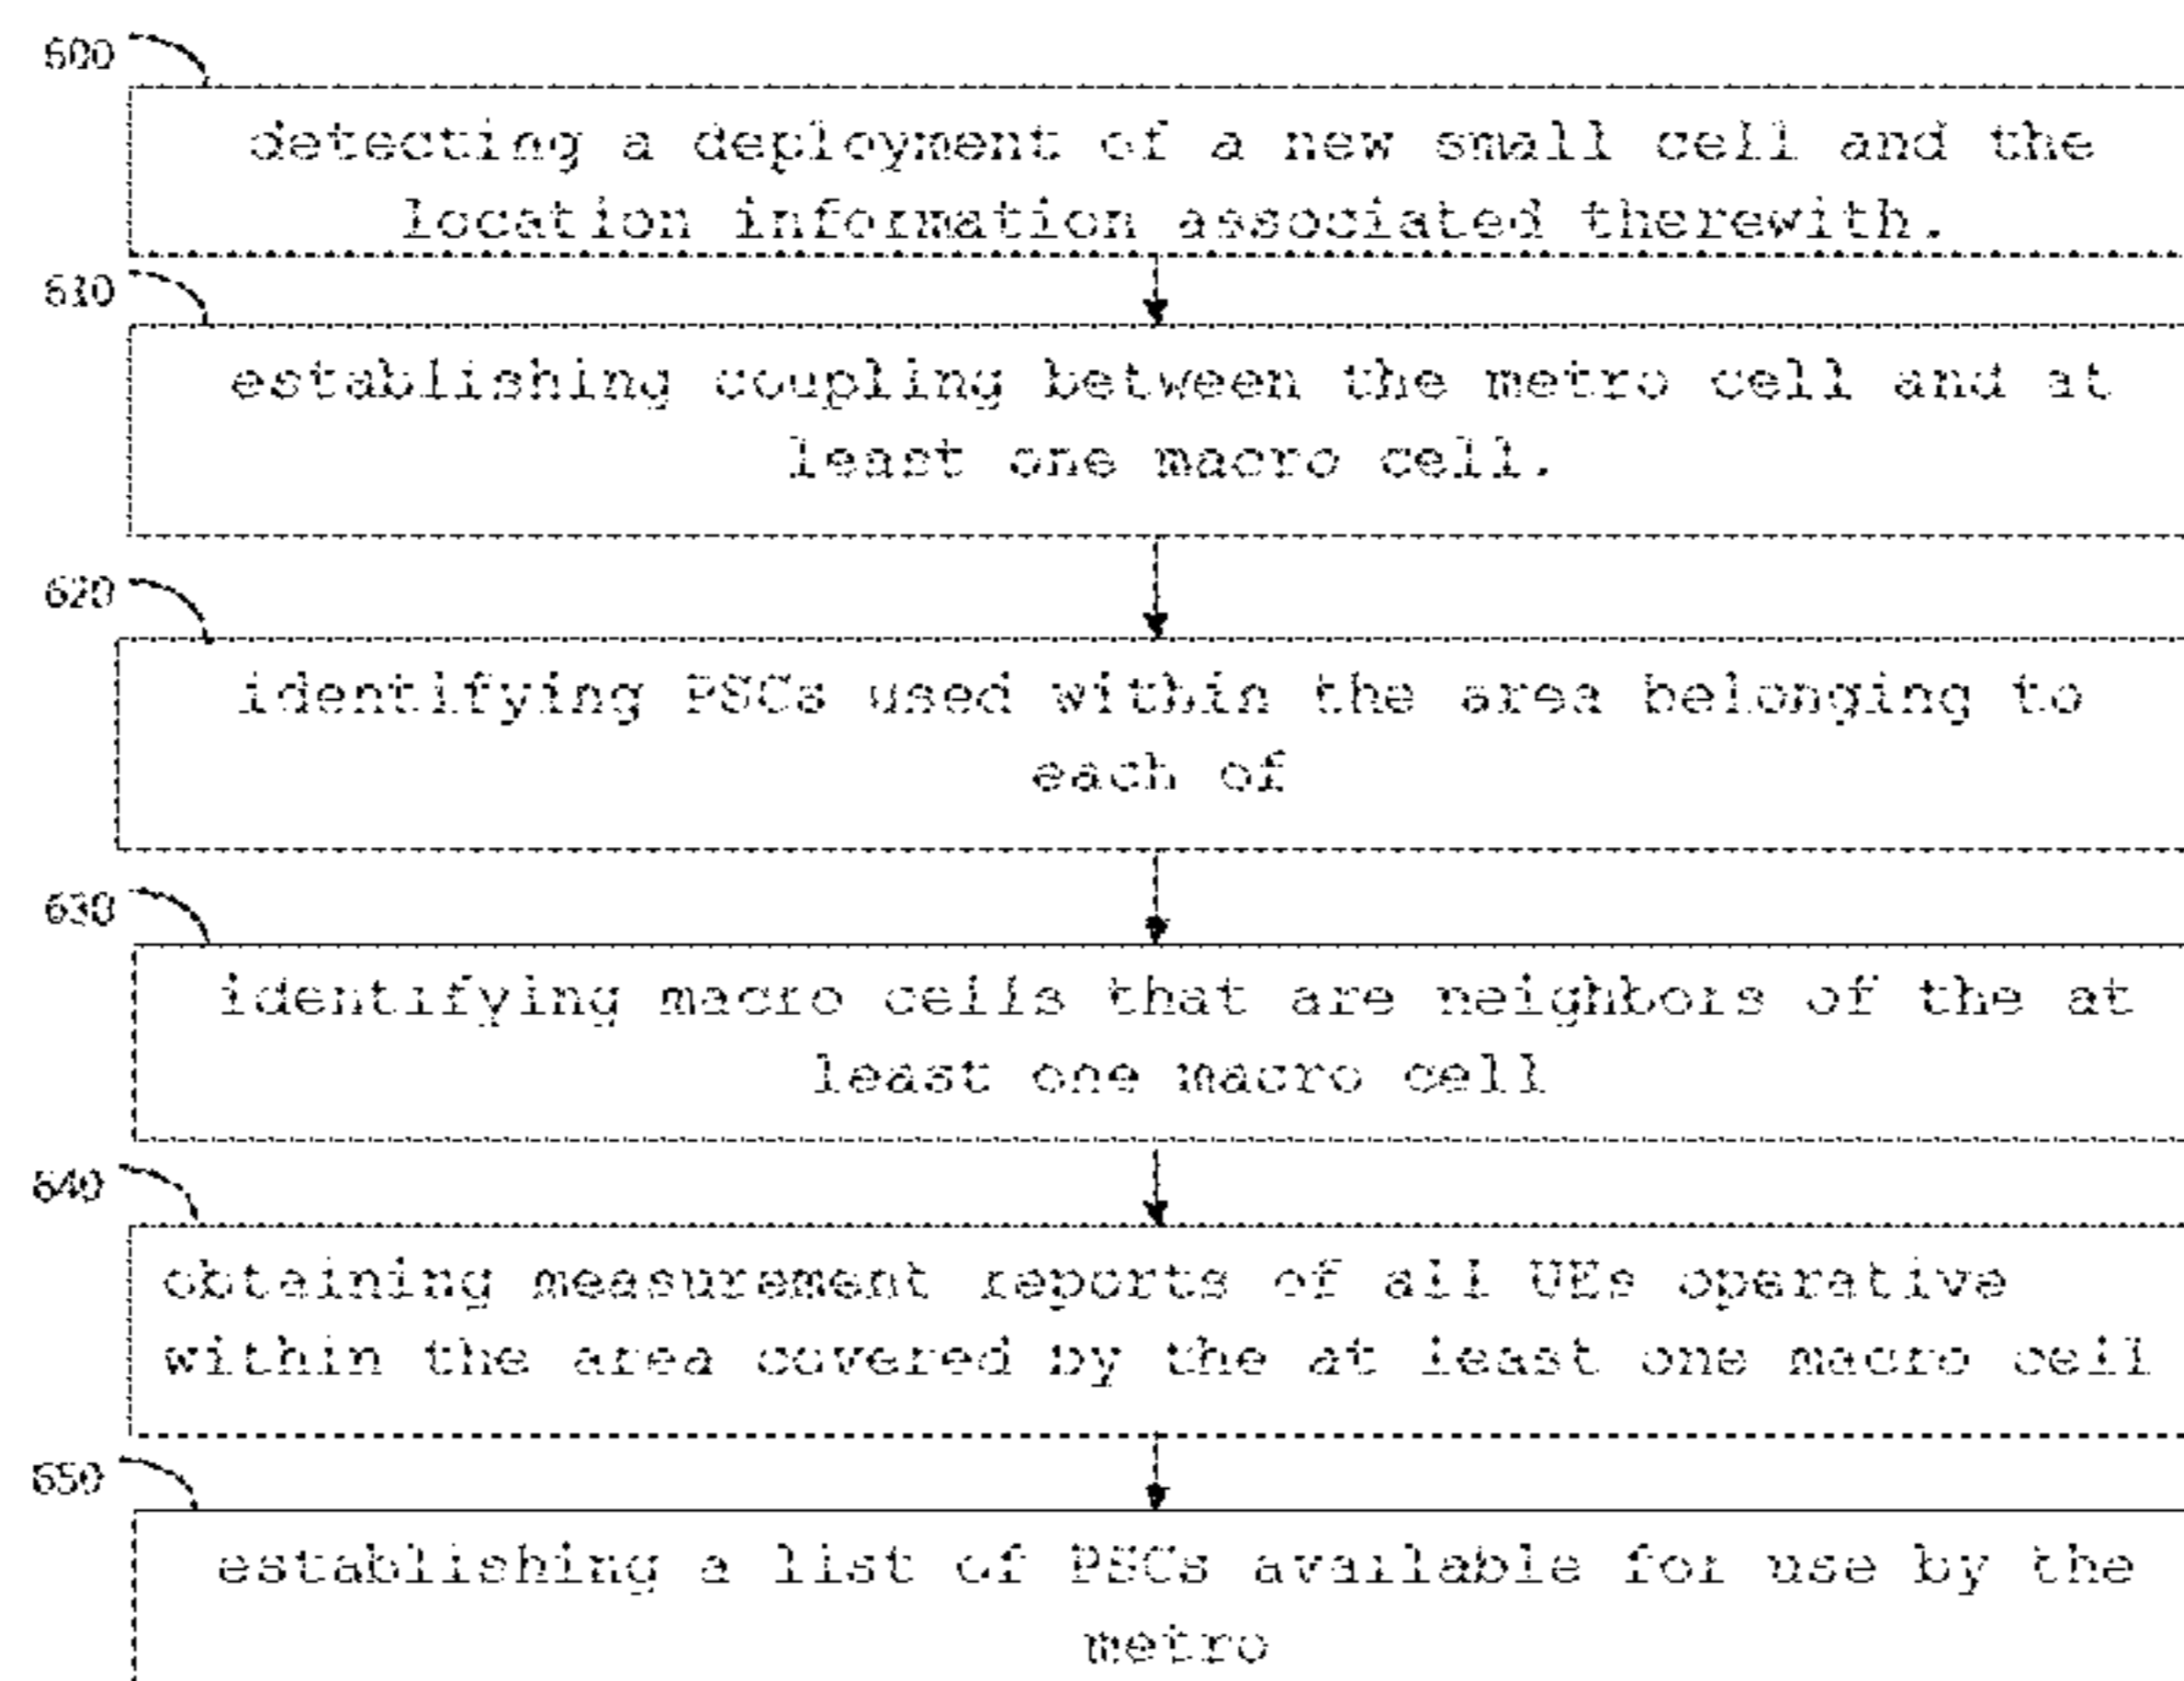 600
detecting a deployment of a new small cell and the
location information associated therewith.
610
establishing coupling between the metro cell and at
least one macro cell.
620
identifying PSCs used within the area belonging to
each of
630
identifying macro cells that are neighbors of the at
least one macro cell
640
obtaining measurement reports of all UEs operative
within the area covered by the at least one macro cell
650
establishing a list of PSCs available for use by the
metro